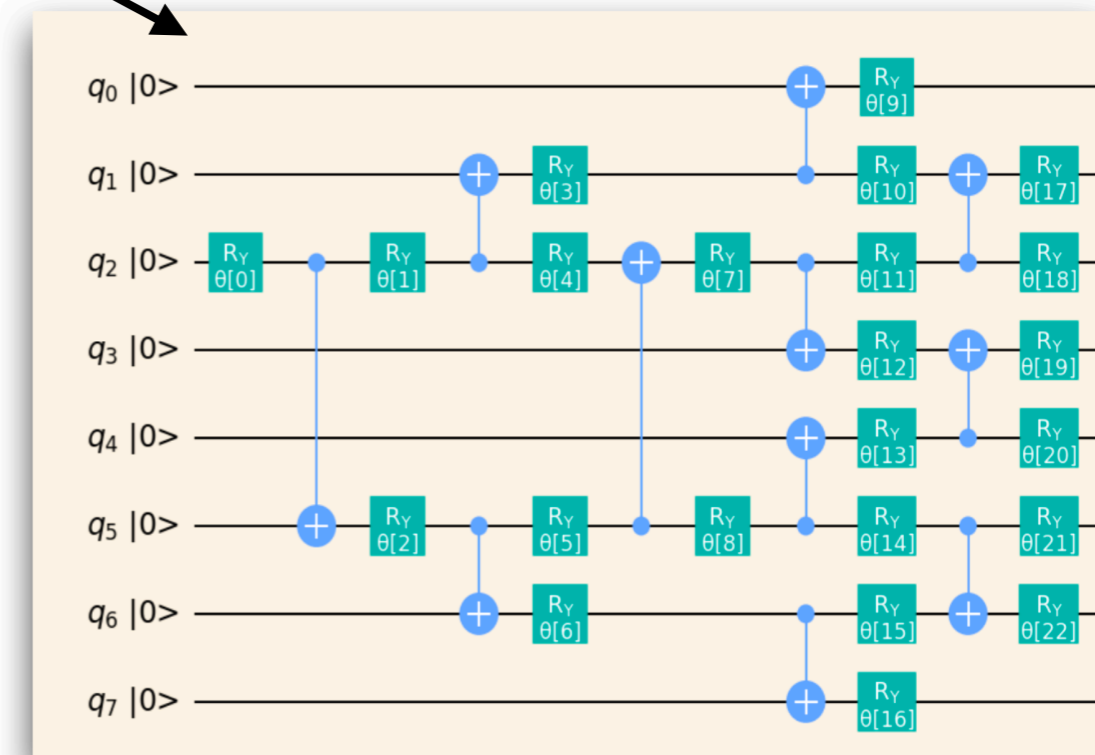 q0 |0>
RY
θ[9]
q1 |0>
RY
θ[3]
RY
θ[10]
RY
θ[17]
q2 |0>
RY
θ[0]
RY
θ[1]
RY
θ[4]
RY
θ[7]
RY
θ[11]
RY
θ[18]
q3 |0>
RY
θ[12]
RY
θ[19]
q4 |0>
RY
θ[13]
RY
θ[20]
q5 |0>
RY
θ[2]
RY
θ[5]
RY
θ[8]
RY
θ[14]
RY
θ[21]
q6 |0>
RY
θ[6]
RY
θ[15]
RY
θ[22]
q7 |0>
RY
θ[16]